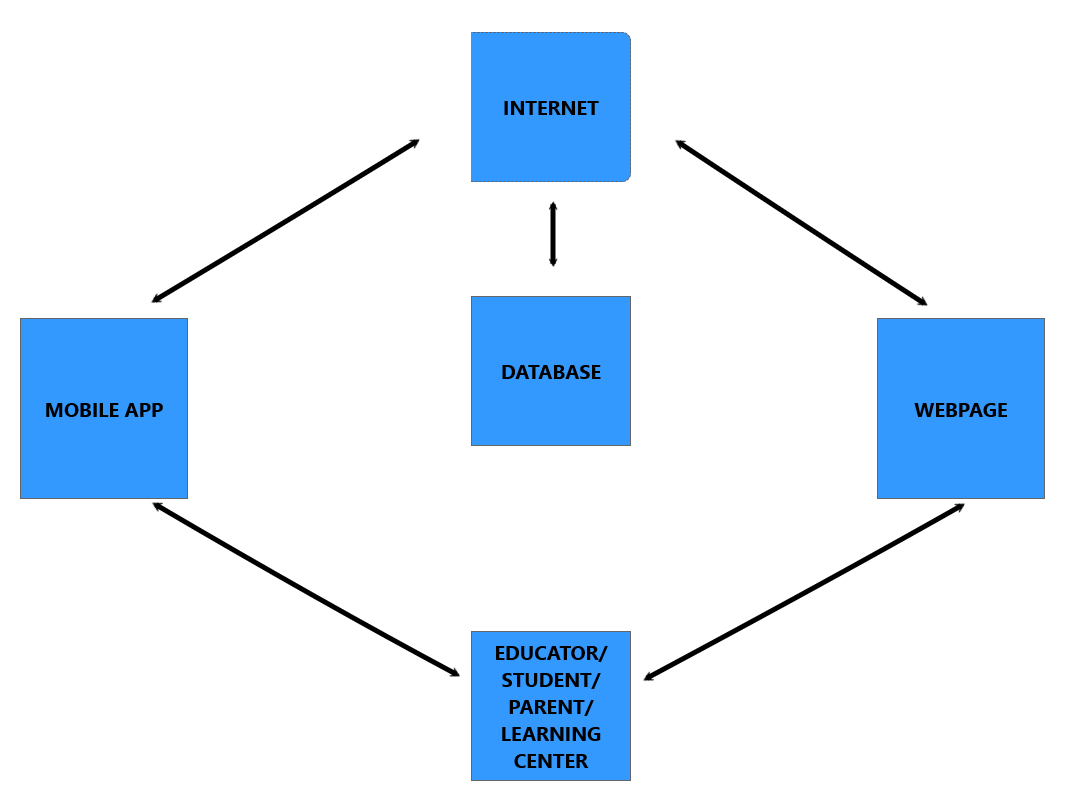 INTERNET
DATABASE
MOBILE APP
WEBPAGE
EDUCATOR/
STUDENT/
PARENT/
LEARNING
CENTER